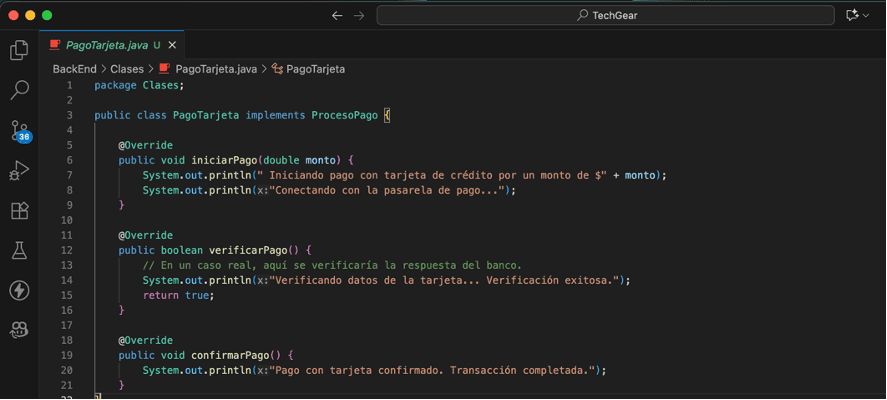 TechGear
PagoTarjeta.java U
BackEnd > Clases > PagoTarjeta.java > PagoTarjeta
1 package Clases;
2
3 public class PagoTarjeta implements ProcesoPago {
4
5 @Override
6 public void iniciarPago(double monto) {
7 System.out.println(" Iniciando pago con tarjeta de crédito por un monto de $" + monto);
8 System.out.println(x:"Conectando con la pasarela de pago...");
9 }
10
11 @Override
12 public boolean verificarPago() {
13 // En un caso real, aquí se verificaría la respuesta del banco.
14 System.out.println(x:"Verificando datos de la tarjeta... Verificación exitosa.");
15 return true;
16 }
17
18 @Override
19 public void confirmarPago() {
36
20 System.out.println(x:"Pago con tarjeta confirmado. Transacción completada.");
21 }
22 }